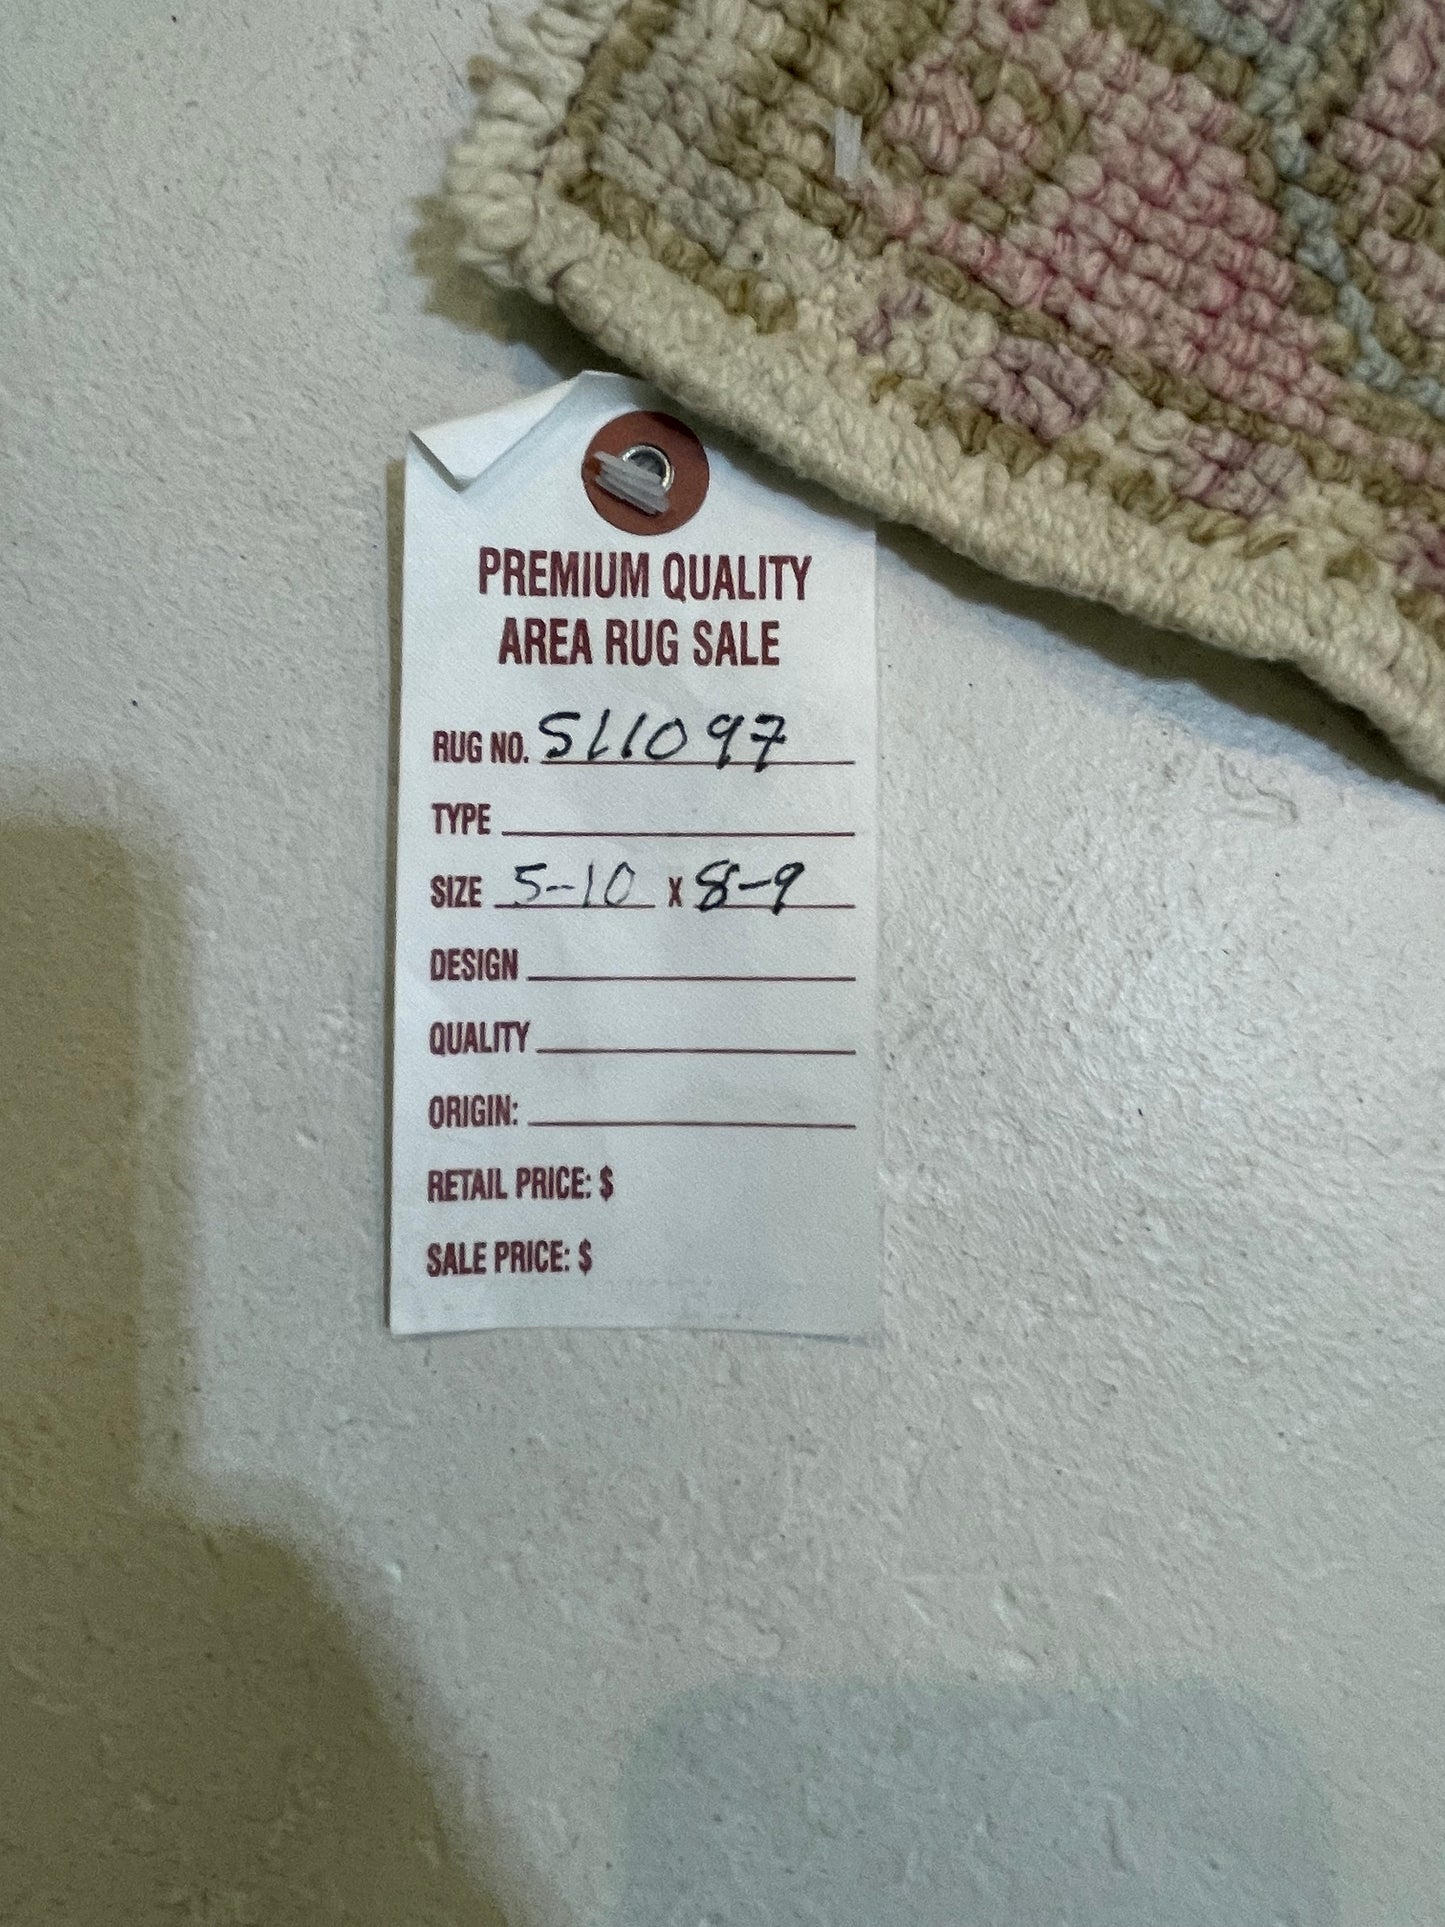 PREMIUM QUALITY
AREA RUG SALE
RUG NO. 511097
TYPE
SIZE 5-10 X 8-9
DESIGN
QUALITY
ORIGIN:
RETAIL PRICE: $
SALE PRICE: $